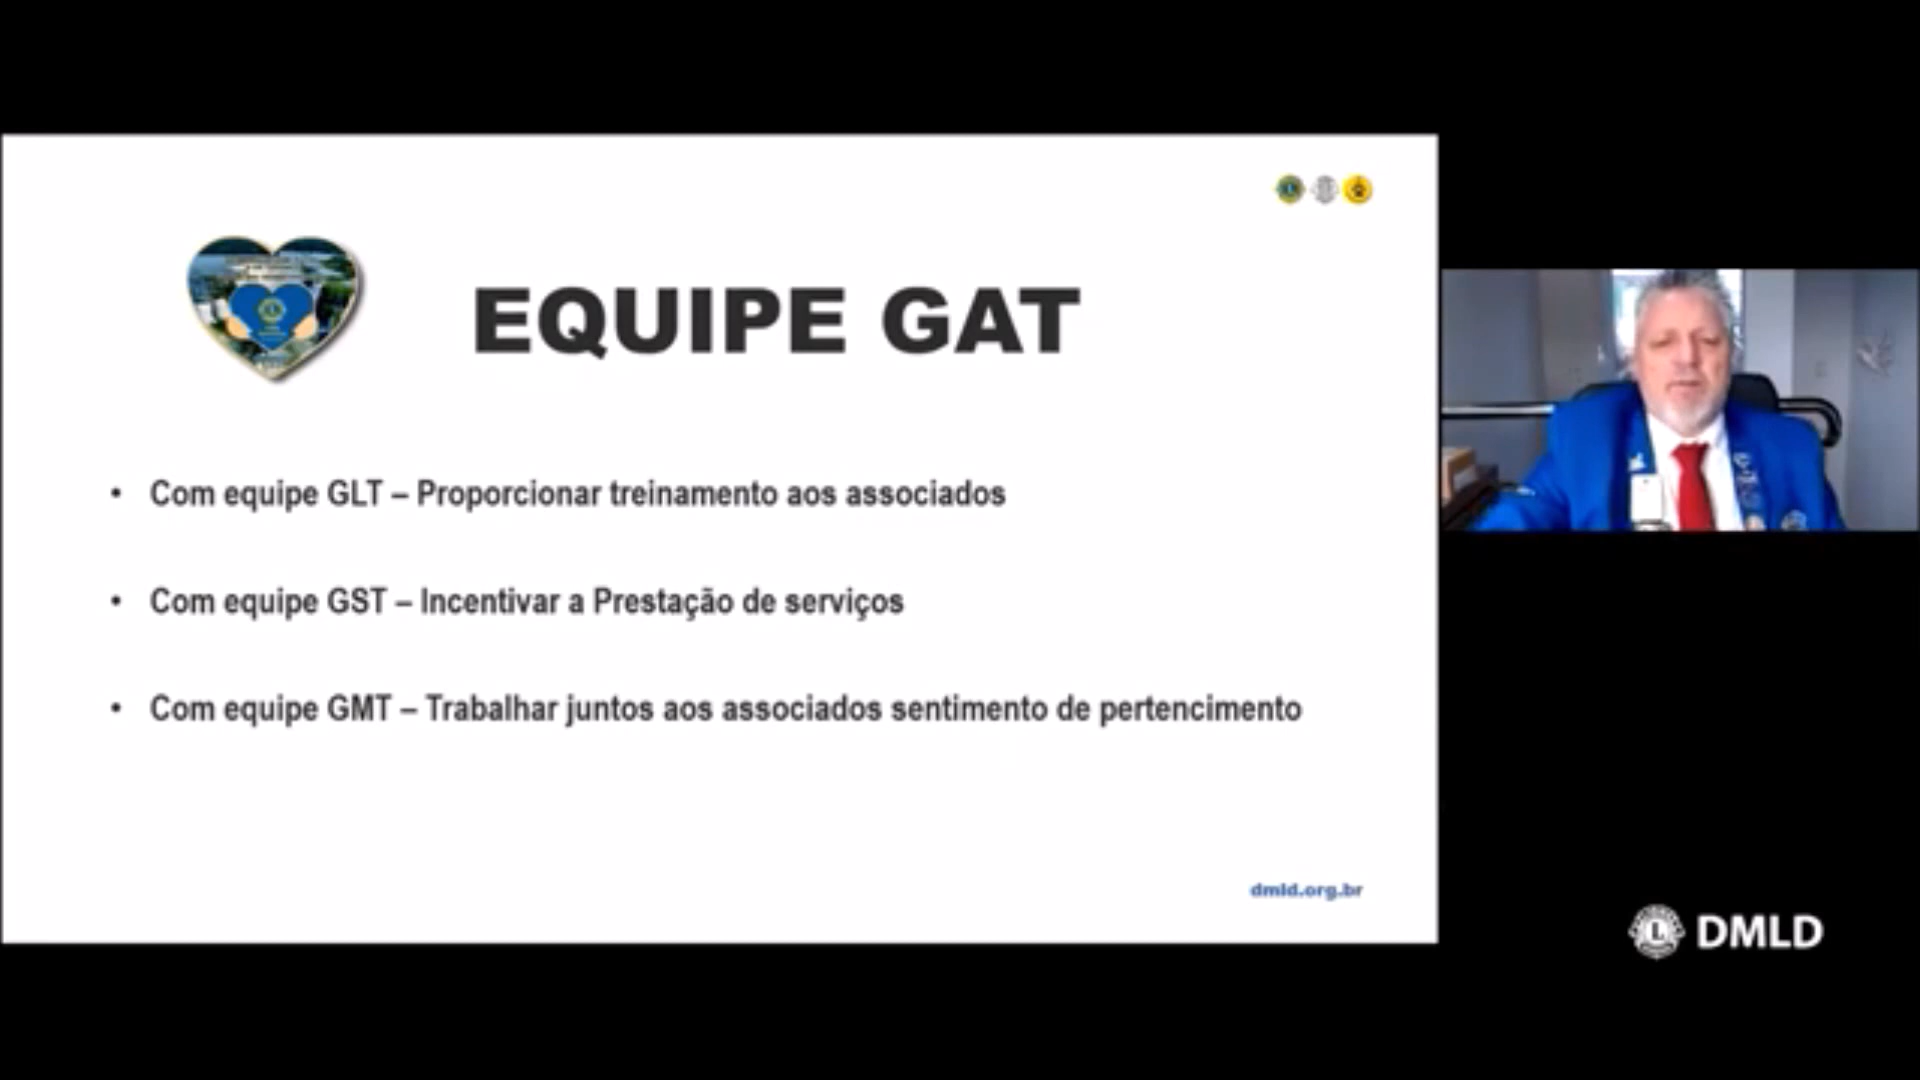 EQUIPE GAT
• Com equipe GLT – Proporcionar treinamento aos associados
• Com equipe GST – Incentivar a Prestação de serviços
• Com equipe GMT – Trabalhar juntos aos associados sentimento de pertencimento
dmld.org.br
L DMLD